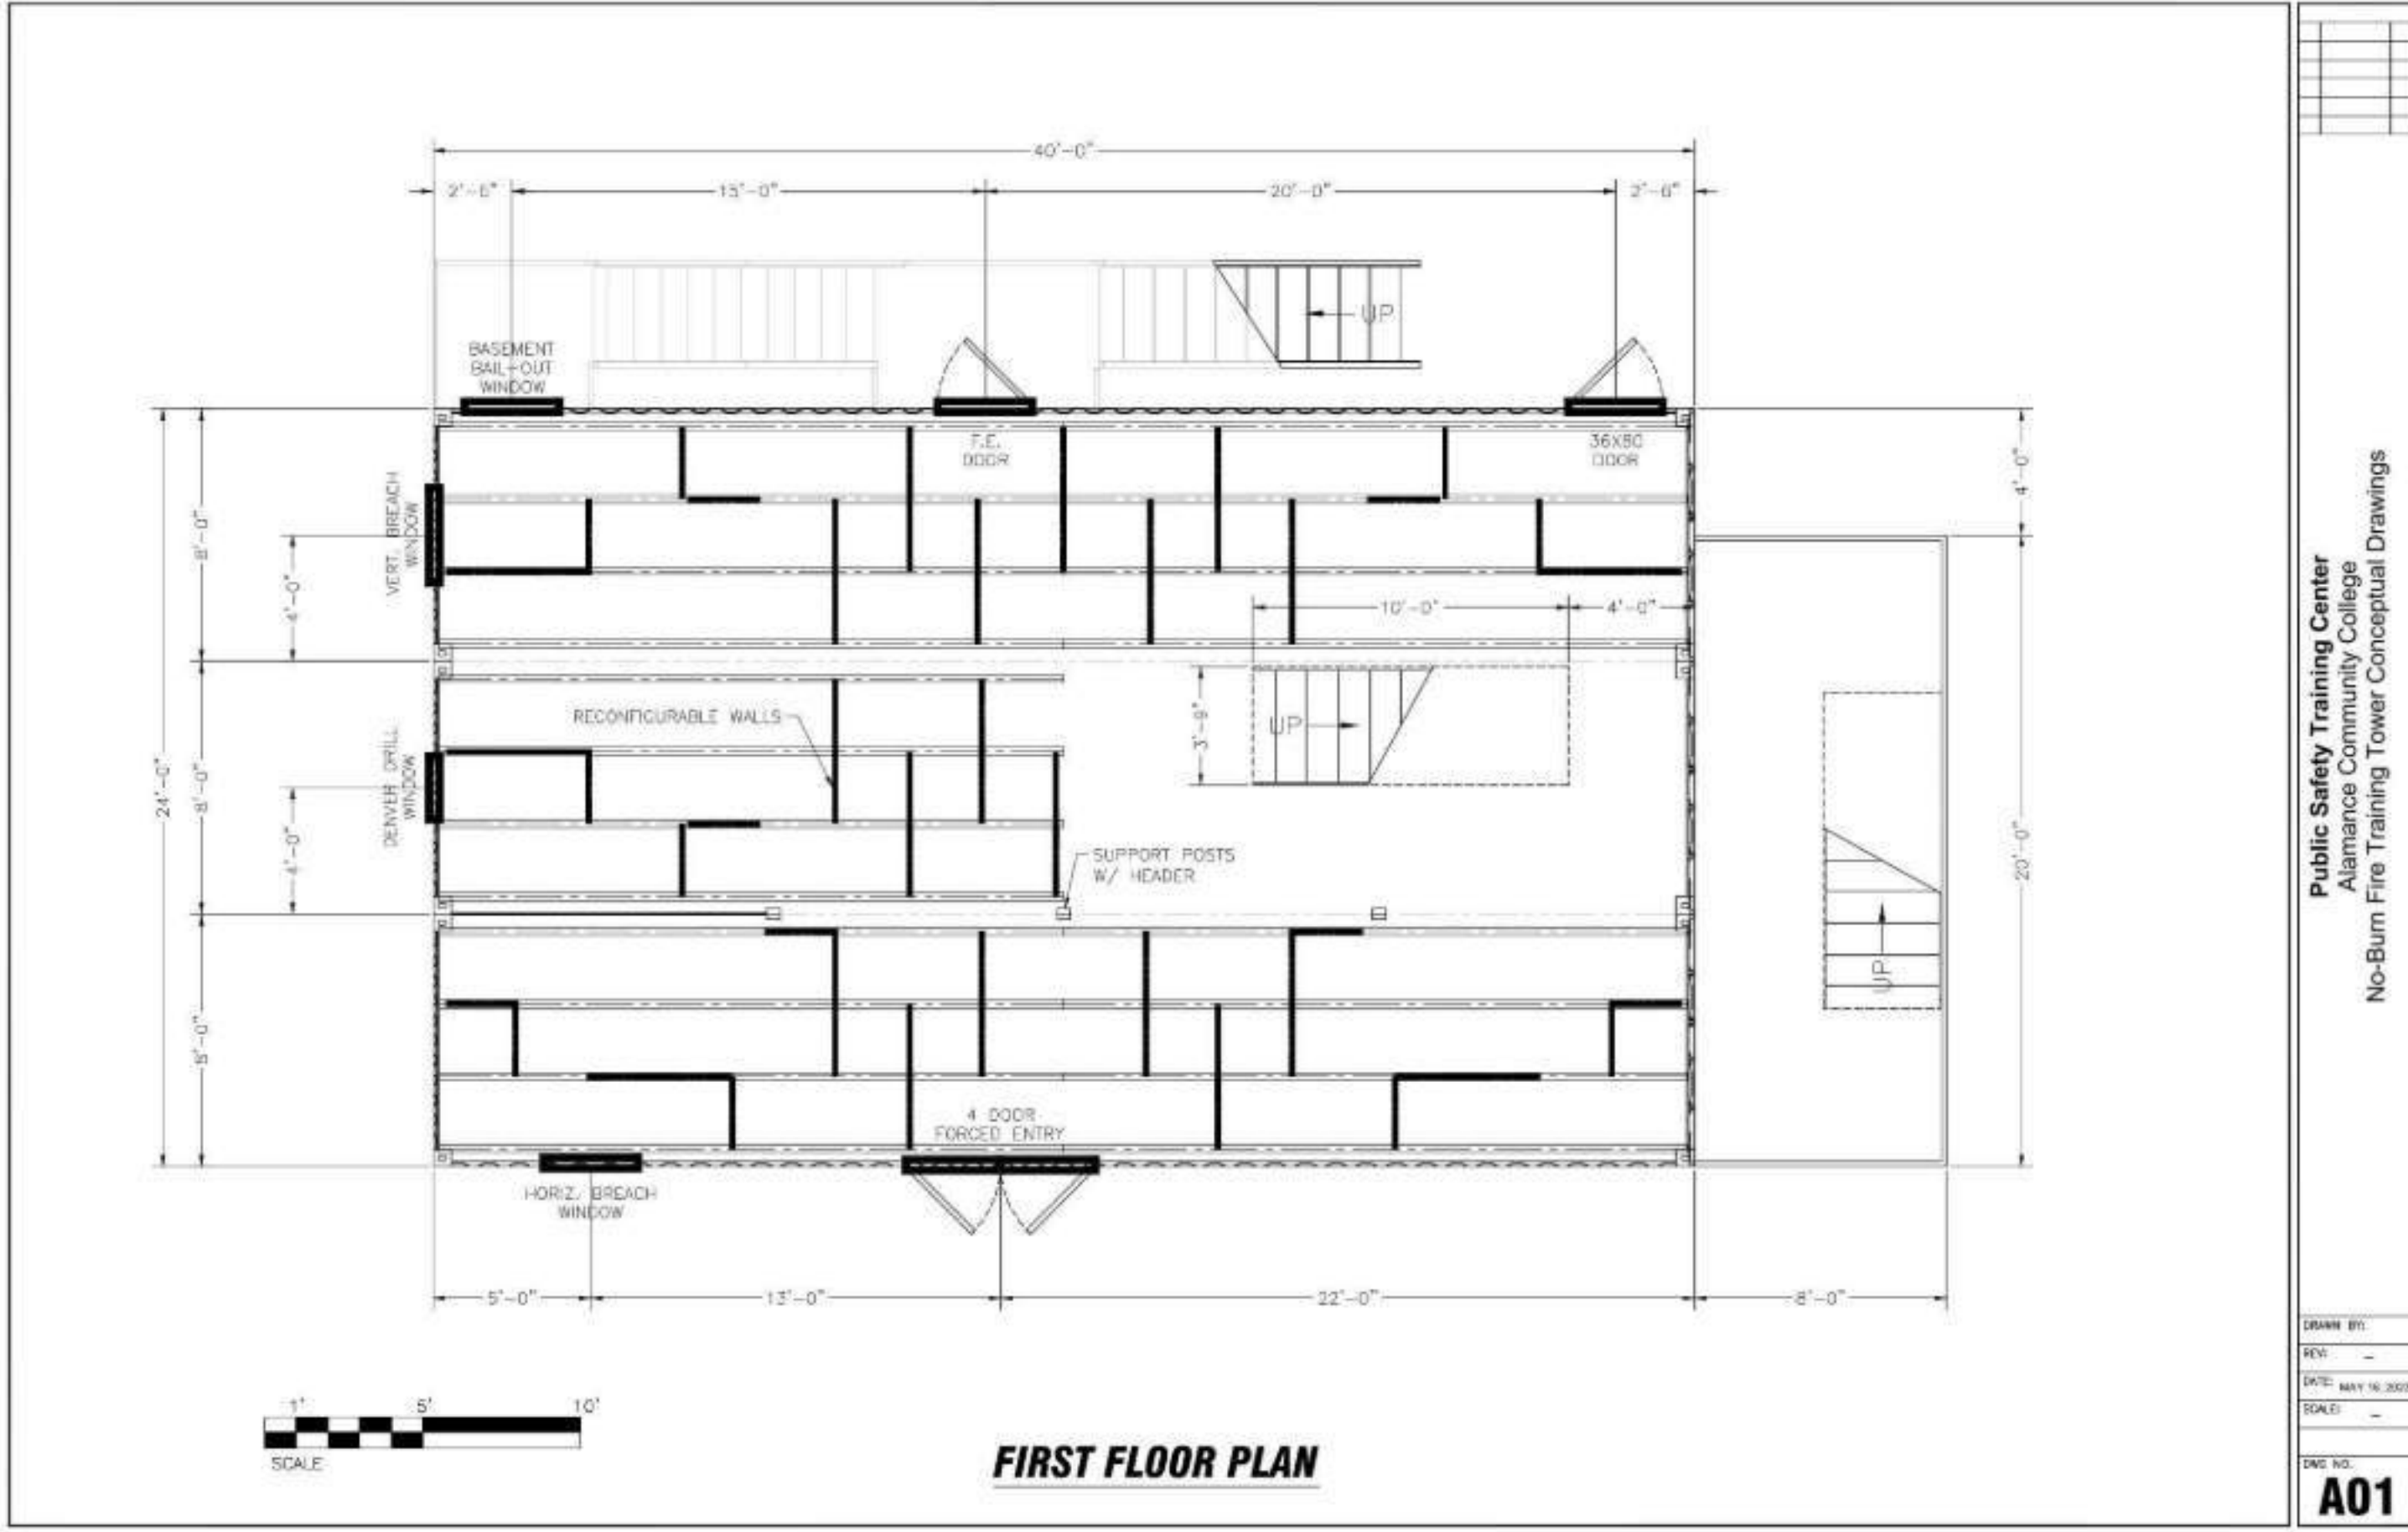 40'-0"
2'-6"
15'-0"
20'-0"
2'-6"
UP
BASEMENT
BAIL-OUT
WINDOW
F.E.
DOOR
36X80
DOOR
4'-0"
8'-0"
VERT. BREACH
WINDOW
4'-0"
10'-0"
4'-0"
RECONFIGURABLE WALLS
3'-9"
UP
24'-0"
8'-0"
DENVER DRILL
WINDOW
4'-0"
SUPPORT POSTS
W/ HEADER
20'-0"
UP
8'-0"
4 DOOR
FORCED ENTRY
HORIZ. BREACH
WINDOW
5'-0"
13'-0"
22'-0"
8'-0"
1'
5'
10'
SCALE
FIRST FLOOR PLAN
Public Safety Training Center
Alamance Community College
No-Burn Fire Training Tower Conceptual Drawings
DRAWN BY:
REV: -
DATE: MAY 16,
SCALE: -
DWG NO.
A01